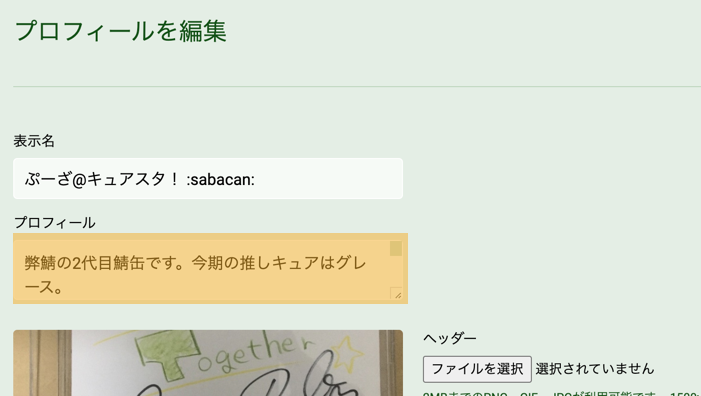 プロフィールを編集
表示名
ぷーざ@キュアスタ！ :sabacan:
プロフィール
弊鯖の2代目鯖缶です。今期の推しキュアはグレ
ース。
ogether
ヘッダー
ファイルを選択 選択されていません